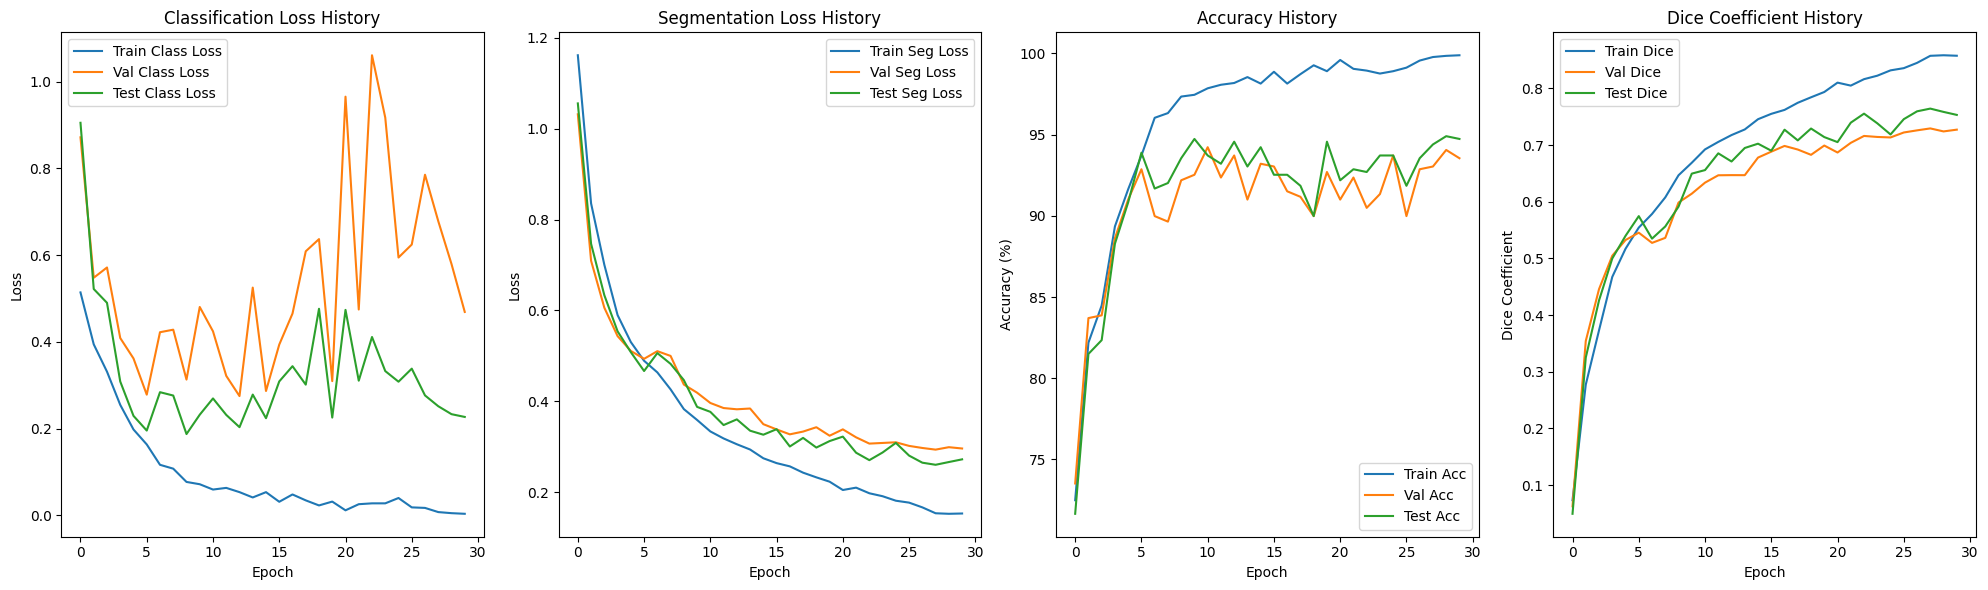 Classification Loss History
Train Class Loss
Val Class Loss
Test Class Loss
Loss
1.0
0.8
0.6
0.4
0.2
0.0
0 5 10 15 20 25 30
Epoch
Segmentation Loss History
Train Seg Loss
Val Seg Loss
Test Seg Loss
Loss
1.2
1.0
0.8
0.6
0.4
0.2
0 5 10 15 20 25 30
Epoch
Accuracy History
Accuracy (%)
100
95
90
85
80
75
Train Acc
Val Acc
Test Acc
0 5 10 15 20 25 30
Epoch
Dice Coefficient History
Train Dice
Val Dice
Test Dice
Dice Coefficient
0.8
0.7
0.6
0.5
0.4
0.3
0.2
0.1
0 5 10 15 20 25 30
Epoch